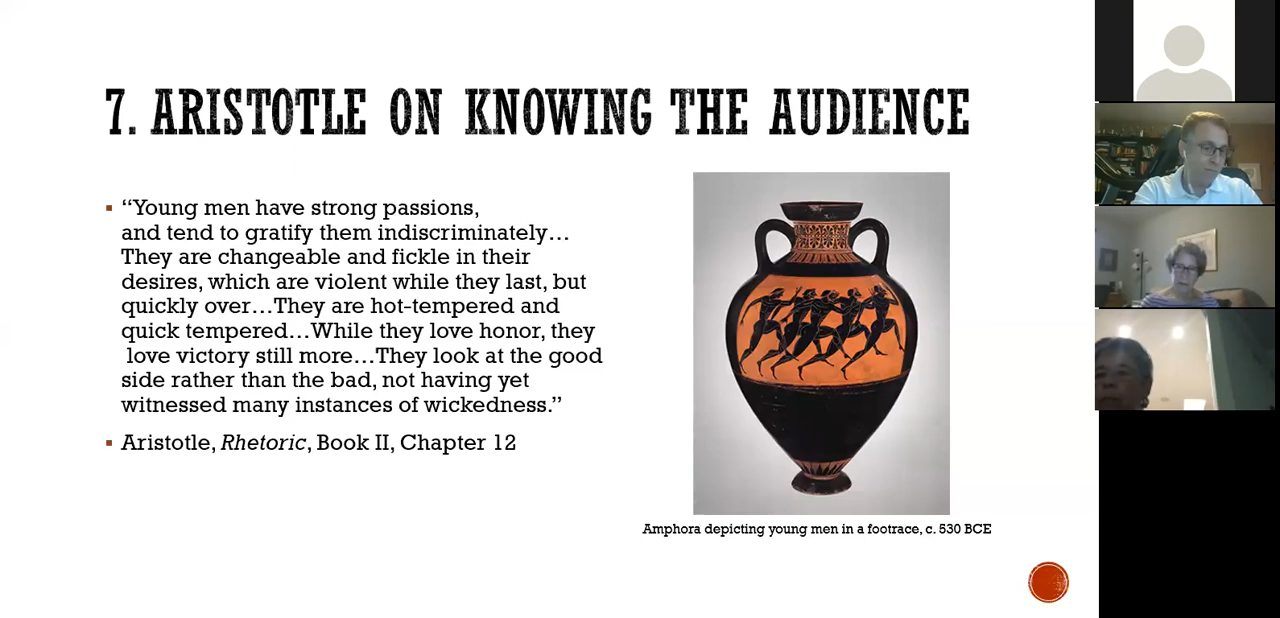 7. ARISTOTLE ON KNOWING THE AUDIENCE
▪ “Young men have strong passions,
and tend to gratify them indiscriminately…
They are changeable and fickle in their
desires, which are violent while they last, but
quickly over…They are hot-tempered and
quick tempered…While they love honor, they
love victory still more…They look at the good
side rather than the bad, not having yet
witnessed many instances of wickedness.”
▪ Aristotle, Rhetoric, Book II, Chapter 12
Amphora depicting young men in a footrace, c. 530 BCE